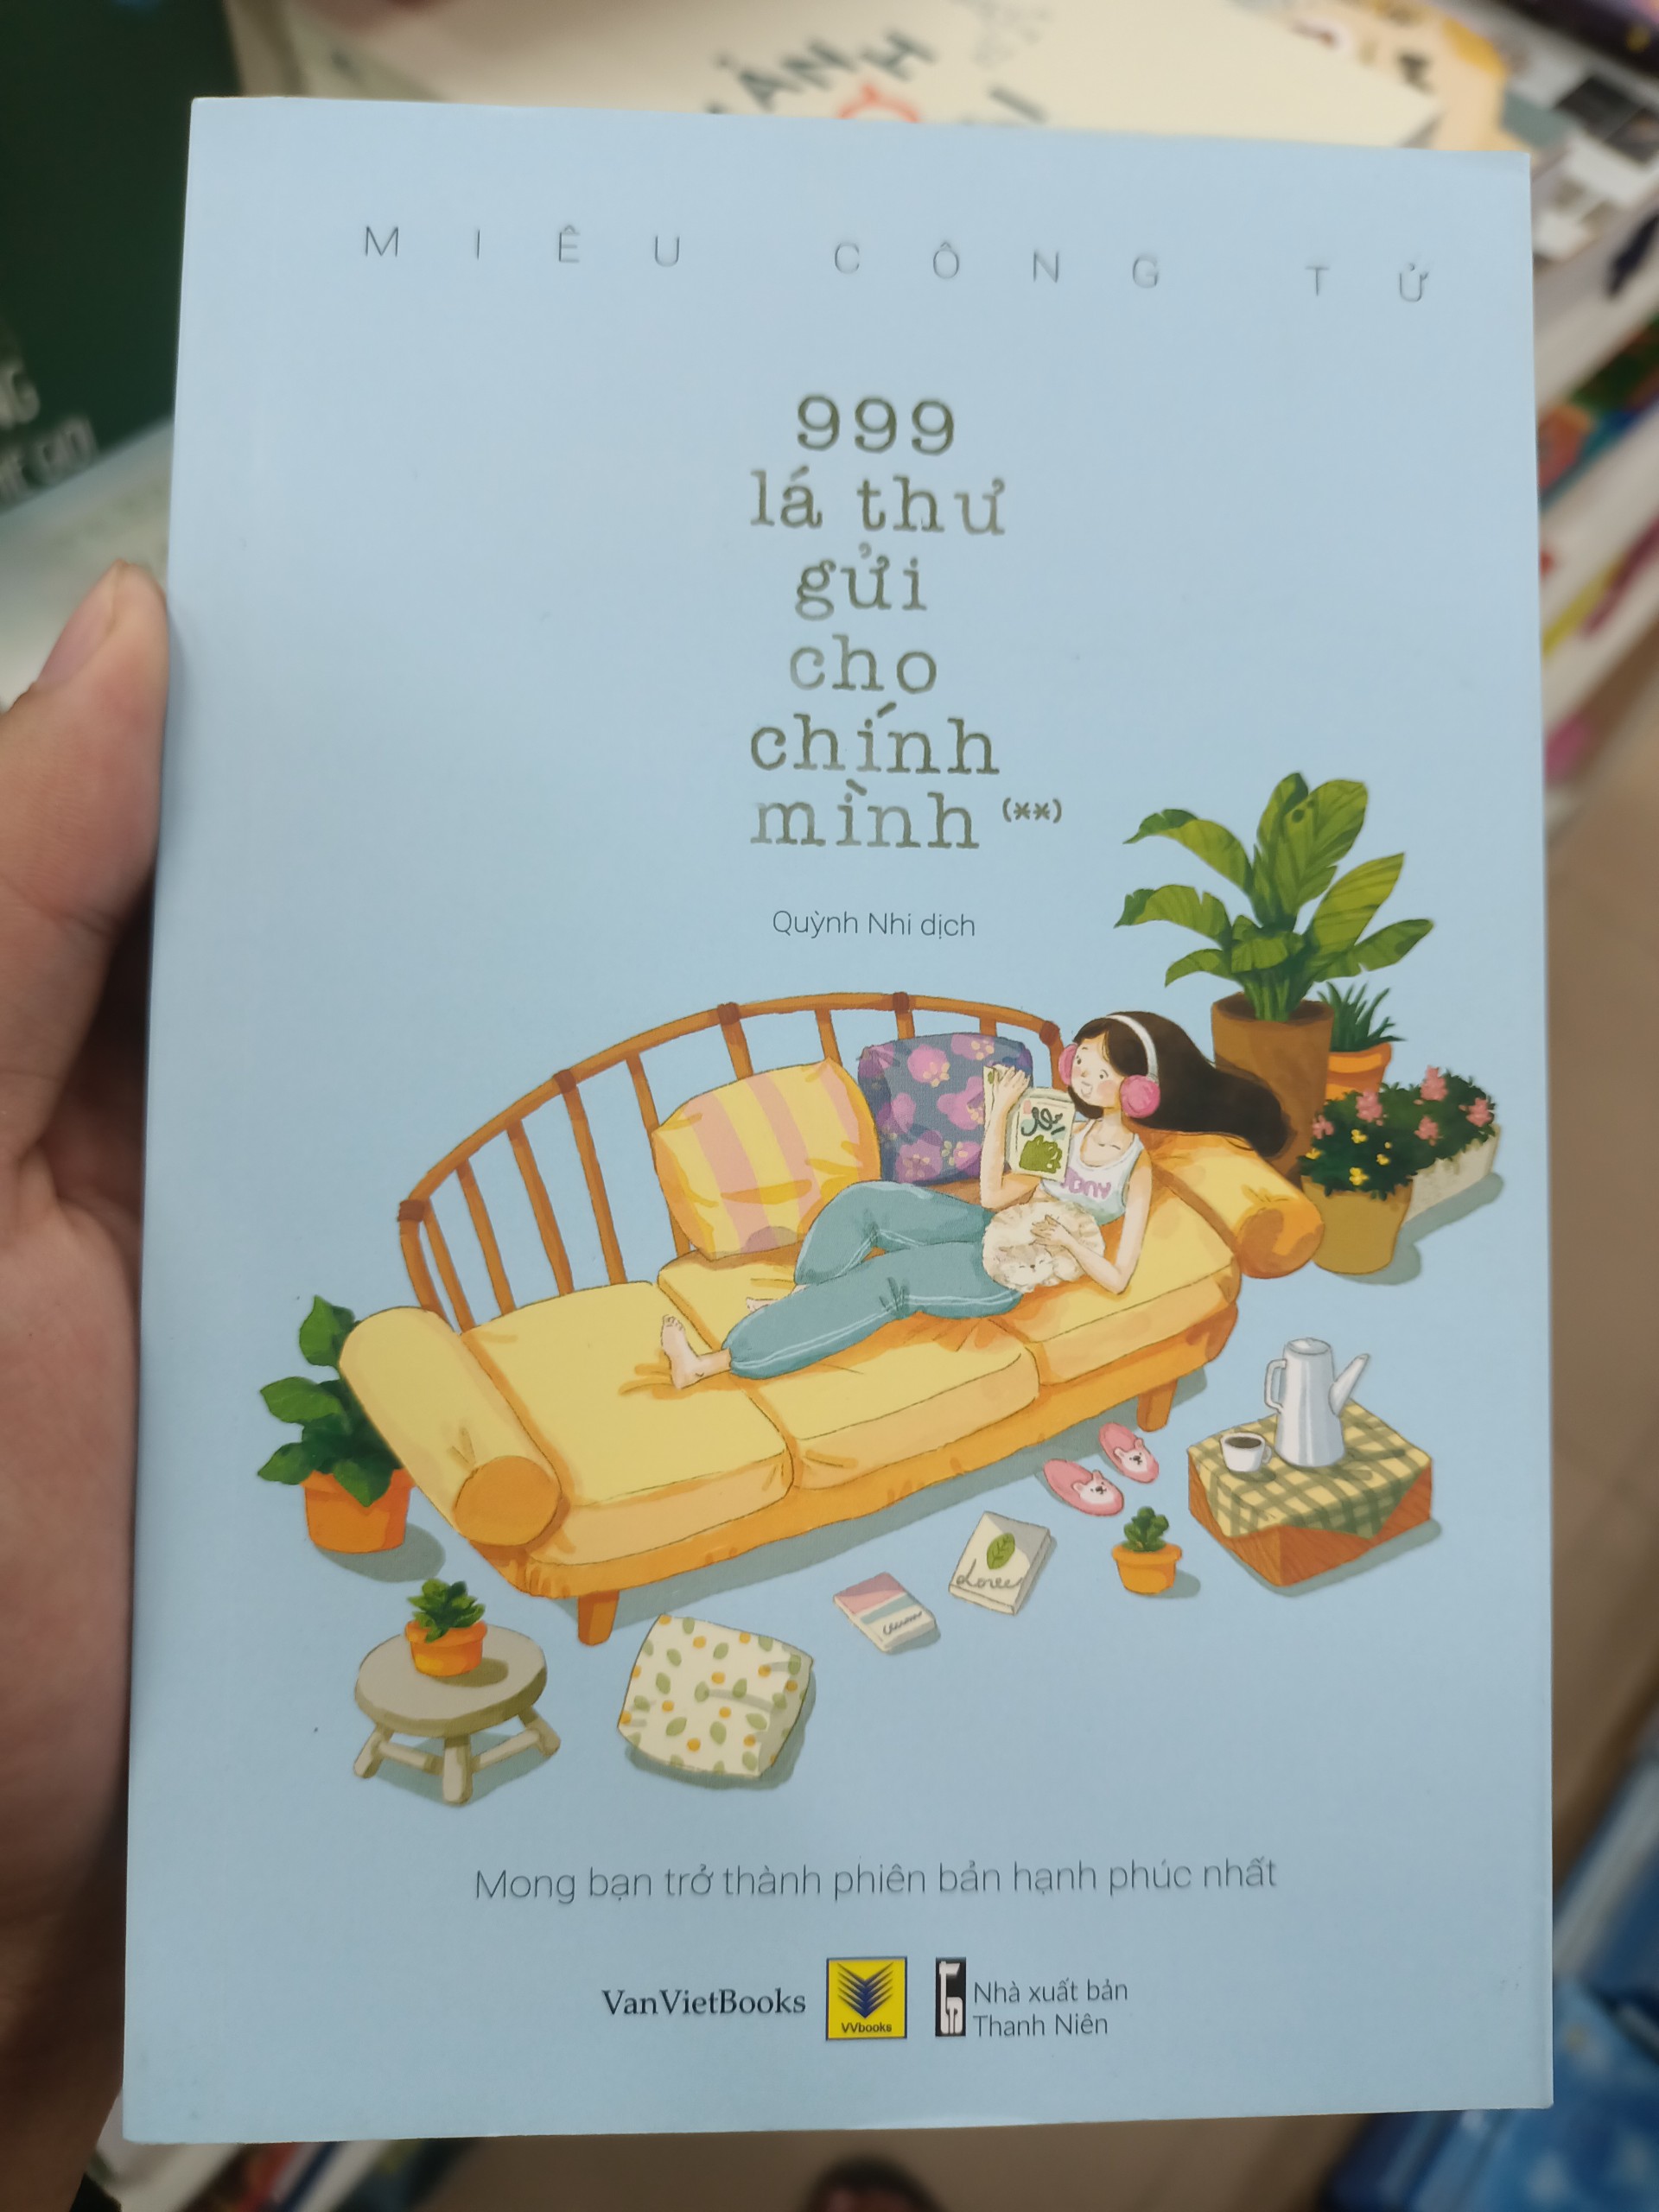 MIÊU CÔNG TỬ
999
lá thư
gửi
cho
chính
mình (**)
Quỳnh Nhi dịch
Mong bạn trở thành phiên bản hạnh phúc nhất
VanVietBooks
VVbooks
Nhà xuất bản
Thanh Niên